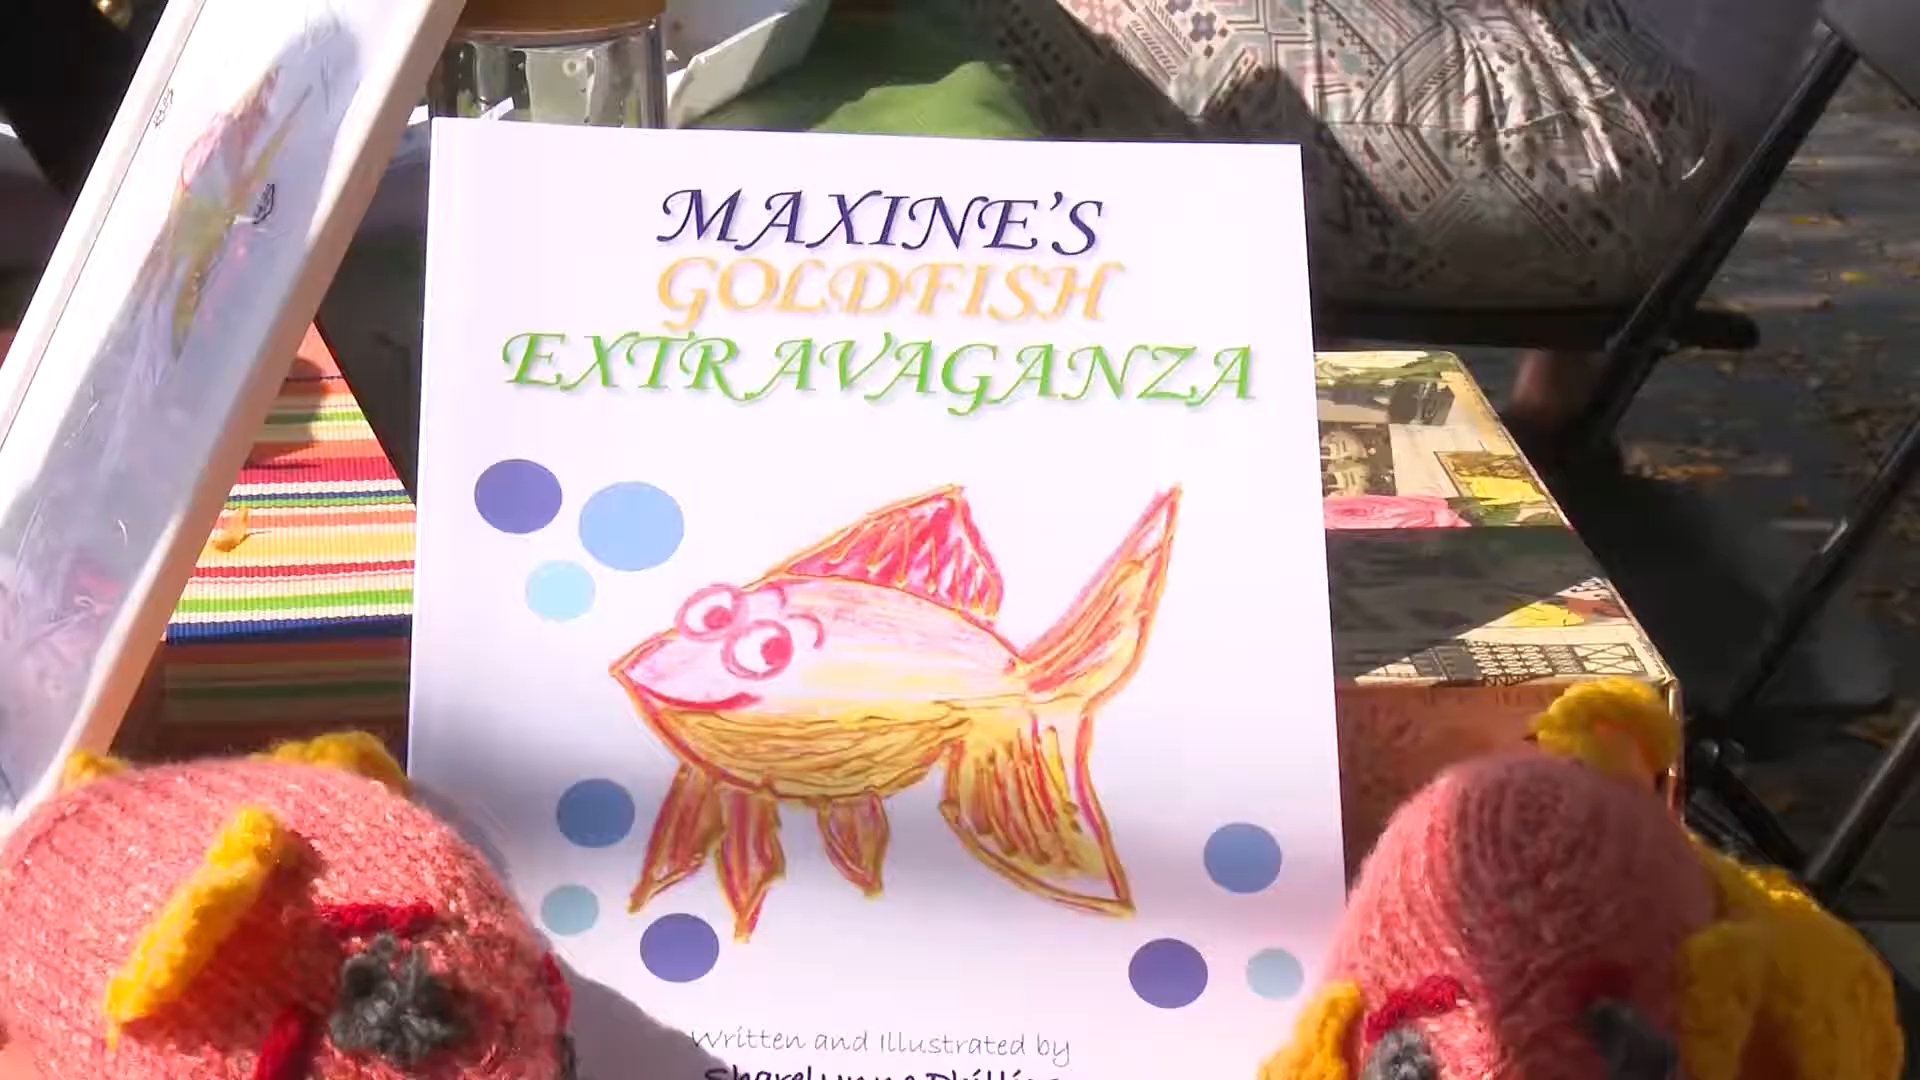 MAXINE'S
GOLDFISH
EXTRAVAGANZA
Written and Illustrated by